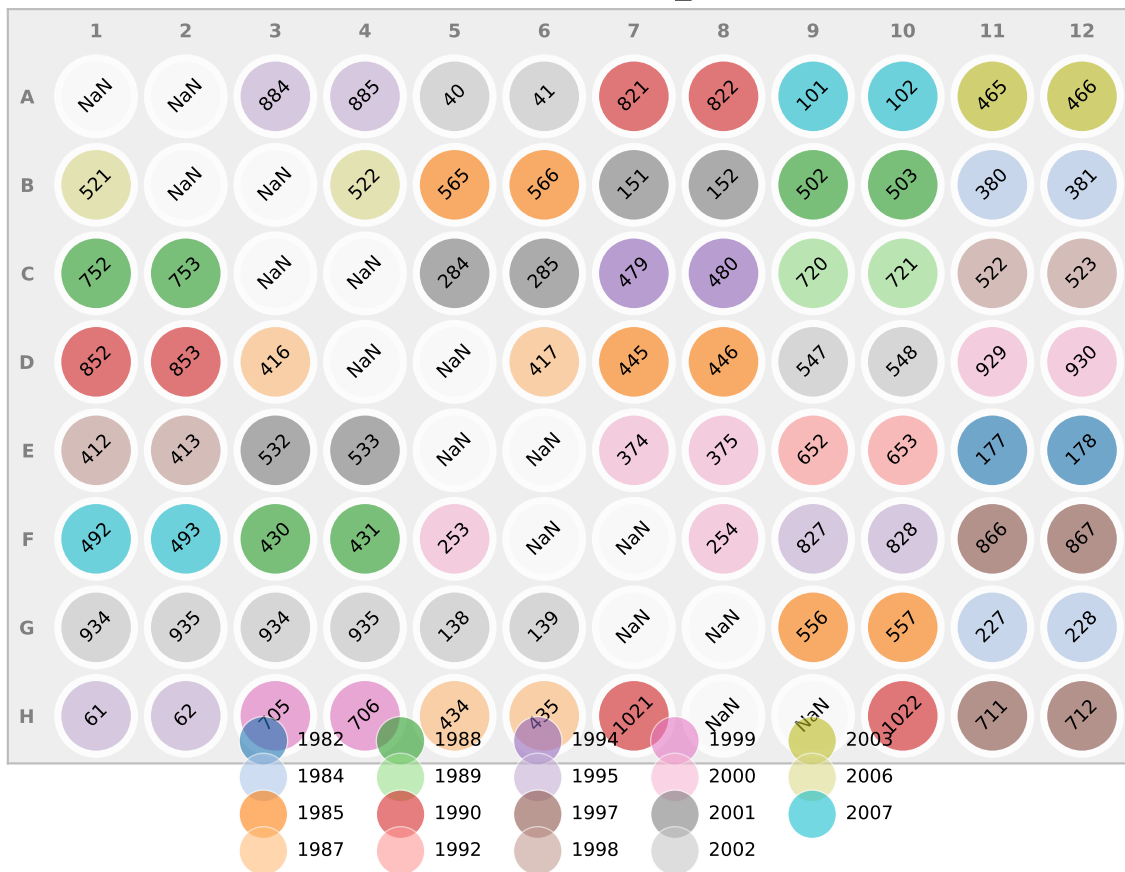 1 2 3 4 5 6 7 8 9 10 11 12
A NaN NaN 884 885 40 41 821 822 101 102 465 466
B 521 NaN NaN 522 565 566 151 152 502 503 380 381
C 752 753 NaN NaN 284 285 479 480 720 721 522 523
D 852 853 416 NaN NaN 417 445 446 547 548 929 930
E 412 413 532 533 NaN NaN 374 375 652 653 177 178
F 492 493 430 431 253 NaN NaN 254 827 828 866 867
G 934 935 934 935 138 139 NaN NaN 556 557 227 228
H 61 62 705 706 434 435 1021 NaN NaN 1022 711 712
1982 1988 1994 1999 2003
1984 1989 1995 2000 2006
1985 1990 1997 2001 2007
1987 1992 1998 2002